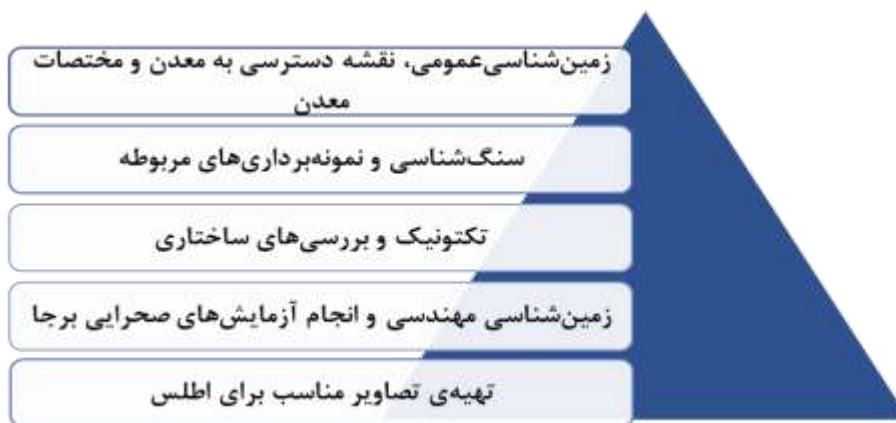 زمین‌شناسی‌عمومی، نقشه دسترسی به معدن و مختصات
معدن
سنگ‌شناسی و نمونه‌برداری‌های مربوطه
تکتونیک و بررسی‌های ساختاری
زمین‌شناسی مهندسی و انجام آزمایش‌های صحرایی برجا
تهیه‌ی تصاویر مناسب برای اطلس